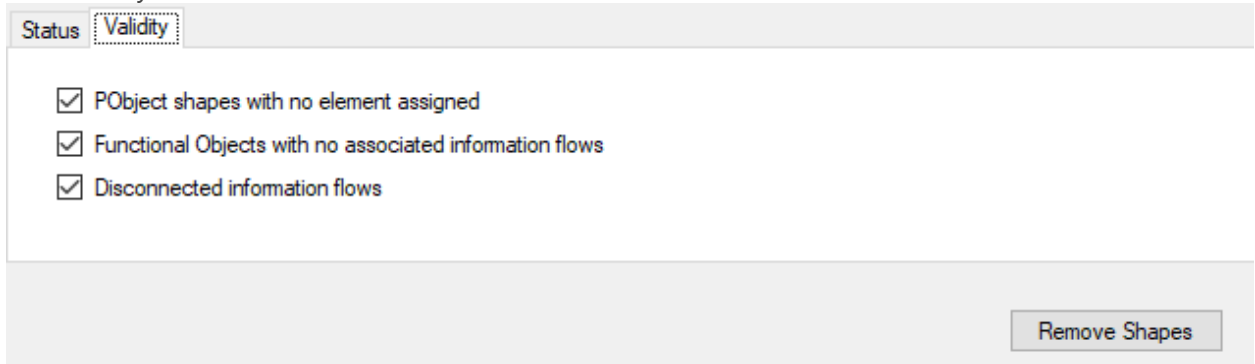 Status Validity
PObject shapes with no element assigned
Functional Objects with no associated information flows
Disconnected information flows
Remove Shapes